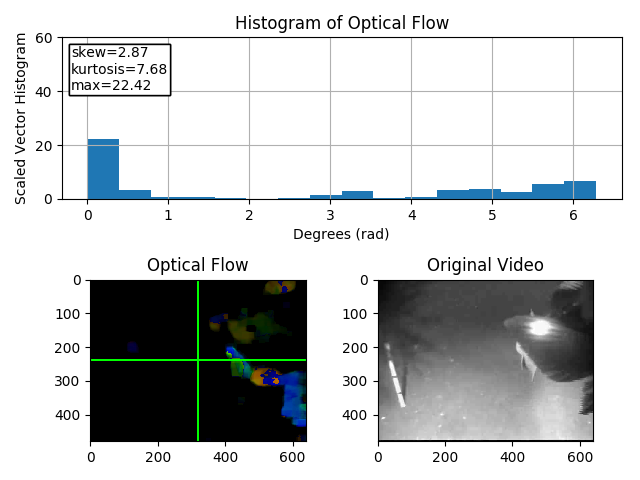 Histogram of Optical Flow
Scaled Vector Histogram
60
40
20
0
skew=2.87
kurtosis=7.68
max=22.42
0 1 2 3 4 5 6
Degrees (rad)
Optical Flow
0
100
200
300
400
0 200 400 600
Original Video
0
100
200
300
400
0 200 400 600